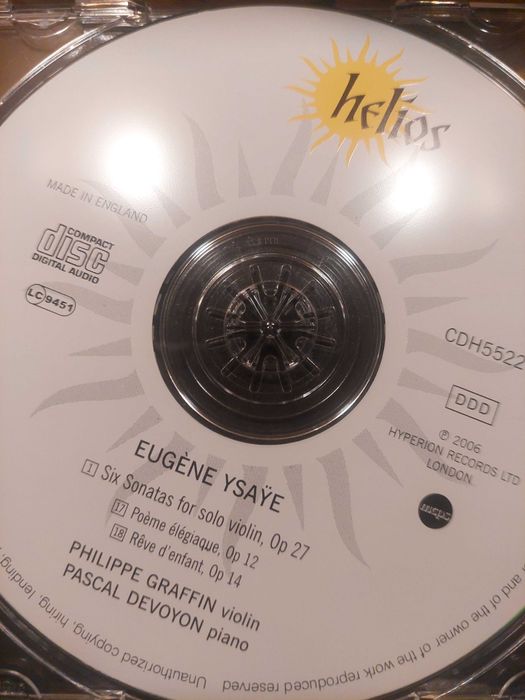 helios
MADE IN ENGLAND
COMPACT
disc
DIGITAL AUDIO
LC 9451
CDH5522
DDD
℗ 2006
HYPERION RECORDS LTD
LONDON
mcps
EUGÈNE YSAŸE
1 Six Sonatas for solo violin, Op 27
17 Poème élégiaque, Op 12
18 Rêve d'enfant, Op 14
PHILIPPE GRAFFIN violin
PASCAL DEVOYON piano
r and of the owner of the work reproduced reserved. Unauthorized copying, hiring, lending,